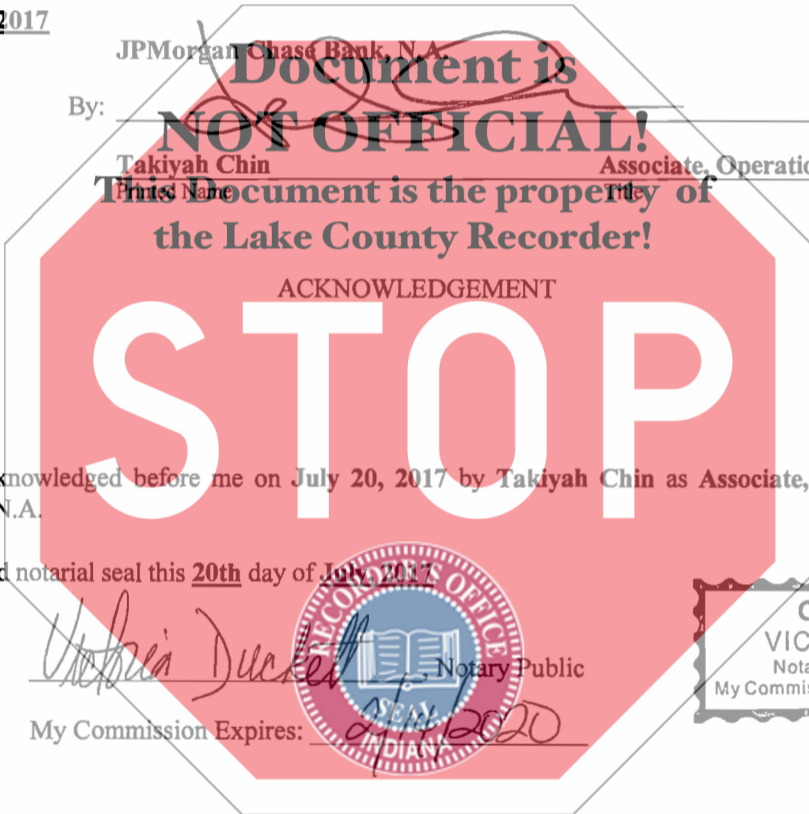 2017
JPMorgan Chase Bank, N.A.
Document is
By:
NOT OFFICIAL!
Takiyah Chin Associate, Operatio
Printed Name Title
This Document is the property of
the Lake County Recorder!
ACKNOWLEDGEMENT
STOP
knowledged before me on July 20, 2017 by Takiyah Chin as Associate,
N.A.
d notarial seal this 20th day of July, 2017
RECORDER'S OFFICE
SEAL
INDIANA
Victoria Duckett , Notary Public
My Commission Expires: 2020
VIC
Nota
My Commis